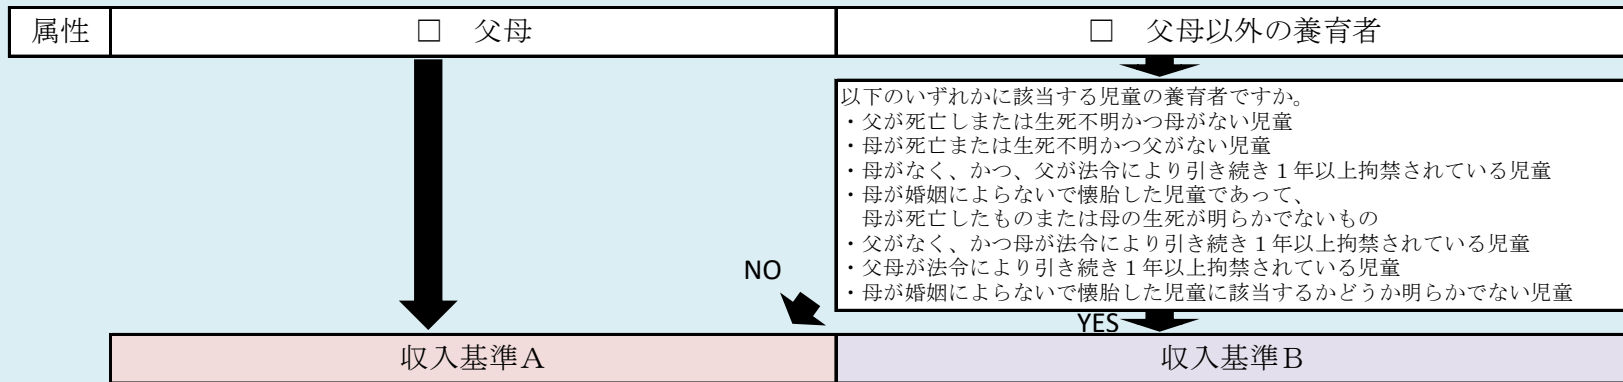 属性
□ 父母
□ 父母以外の養育者
以下のいずれかに該当する児童の養育者ですか。
・父が死亡しまたは生死不明かつ母がない児童
・母が死亡または生死不明かつ父がない児童
・母がなく、かつ、父が法令により引き続き１年以上拘禁されている児童
・母が婚姻によらないで懐胎した児童であって、
母が死亡したものまたは母の生死が明らかでないもの
・父がなく、かつ母が法令により引き続き１年以上拘禁されている児童
・父母が法令により引き続き１年以上拘禁されている児童
・母が婚姻によらないで懐胎した児童に該当するかどうか明らかでない児童
NO
YES
収入基準Ａ
収入基準Ｂ